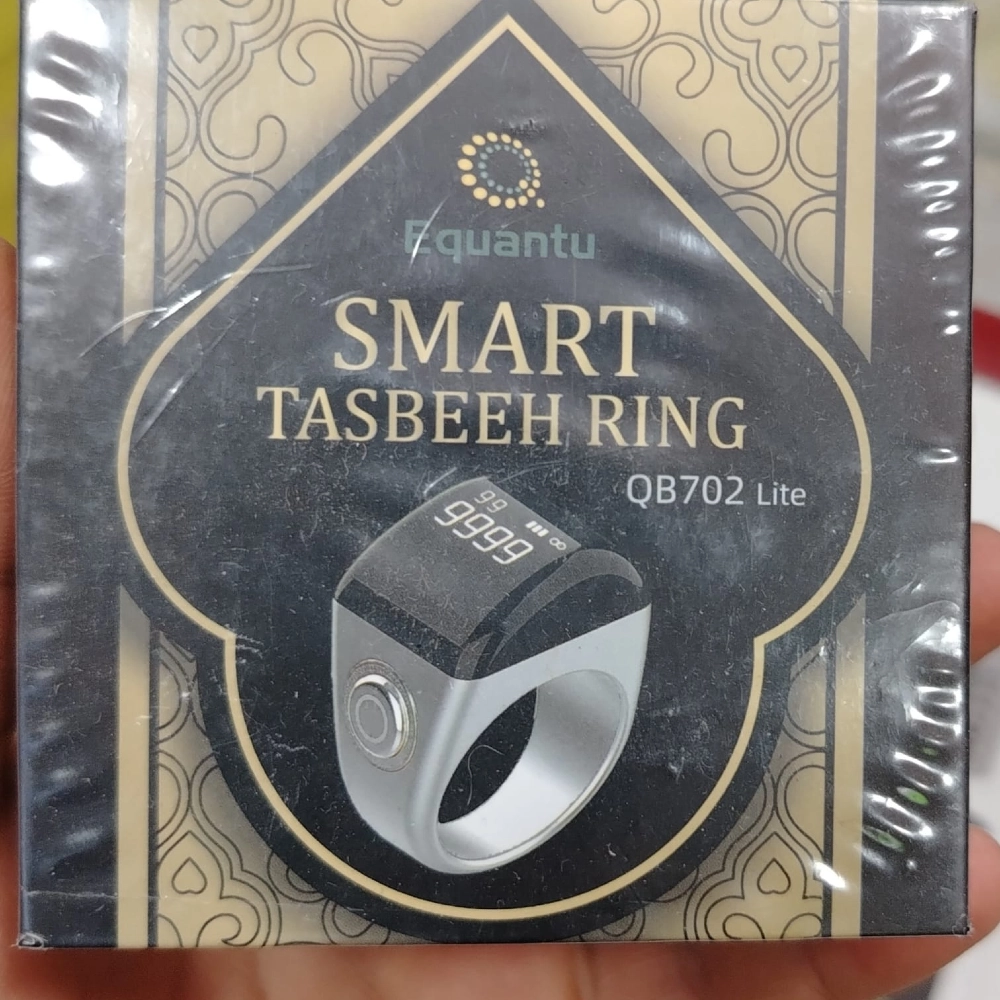 Equantu
SMART
TASBEEH RING
QB702 Lite
99
9999